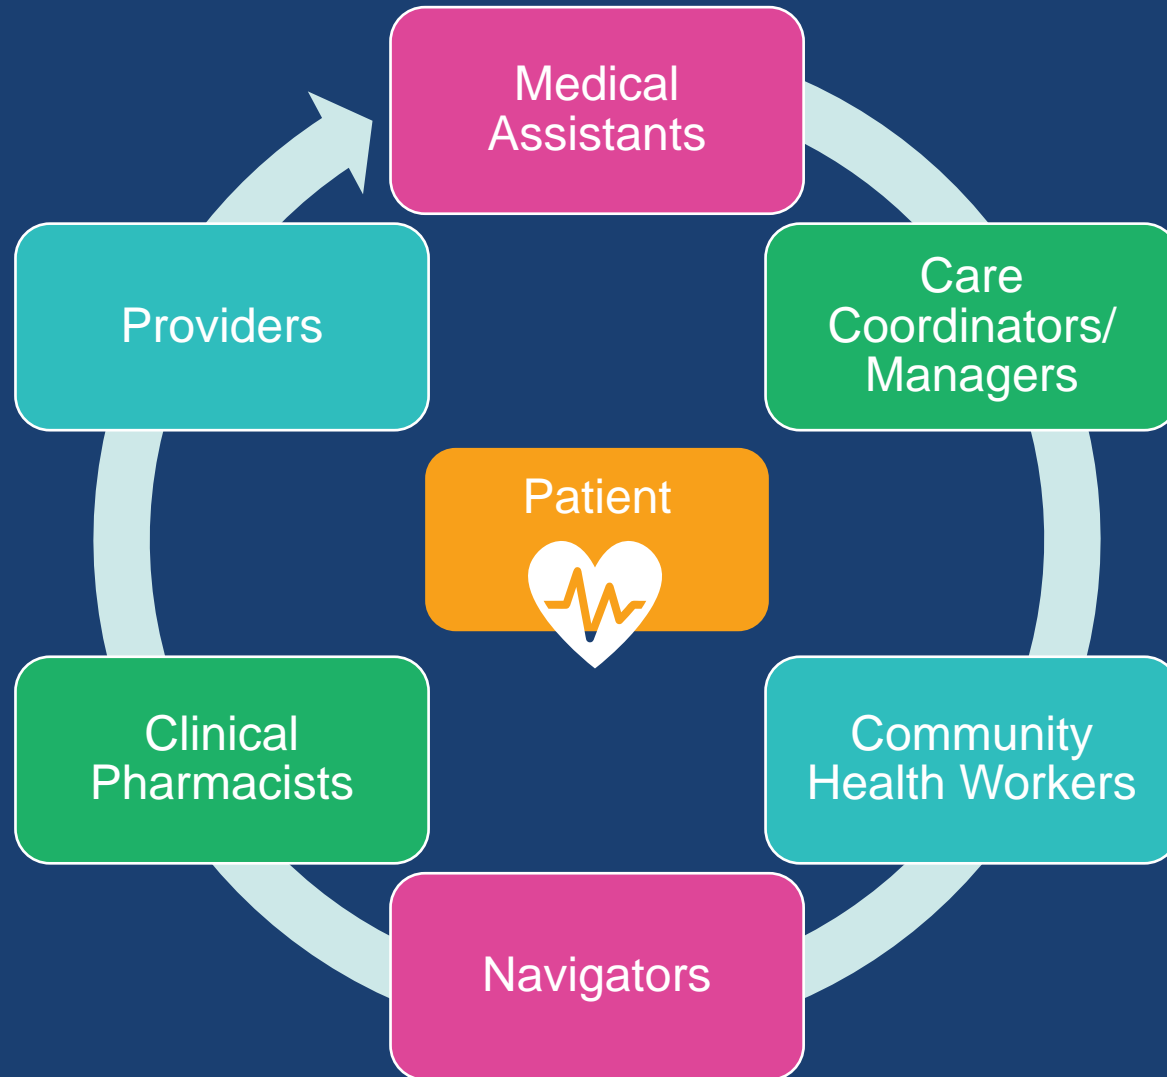 Medical
Assistants
Care
Coordinators/
Managers
Community
Health Workers
Navigators
Clinical
Pharmacists
Providers
Patient